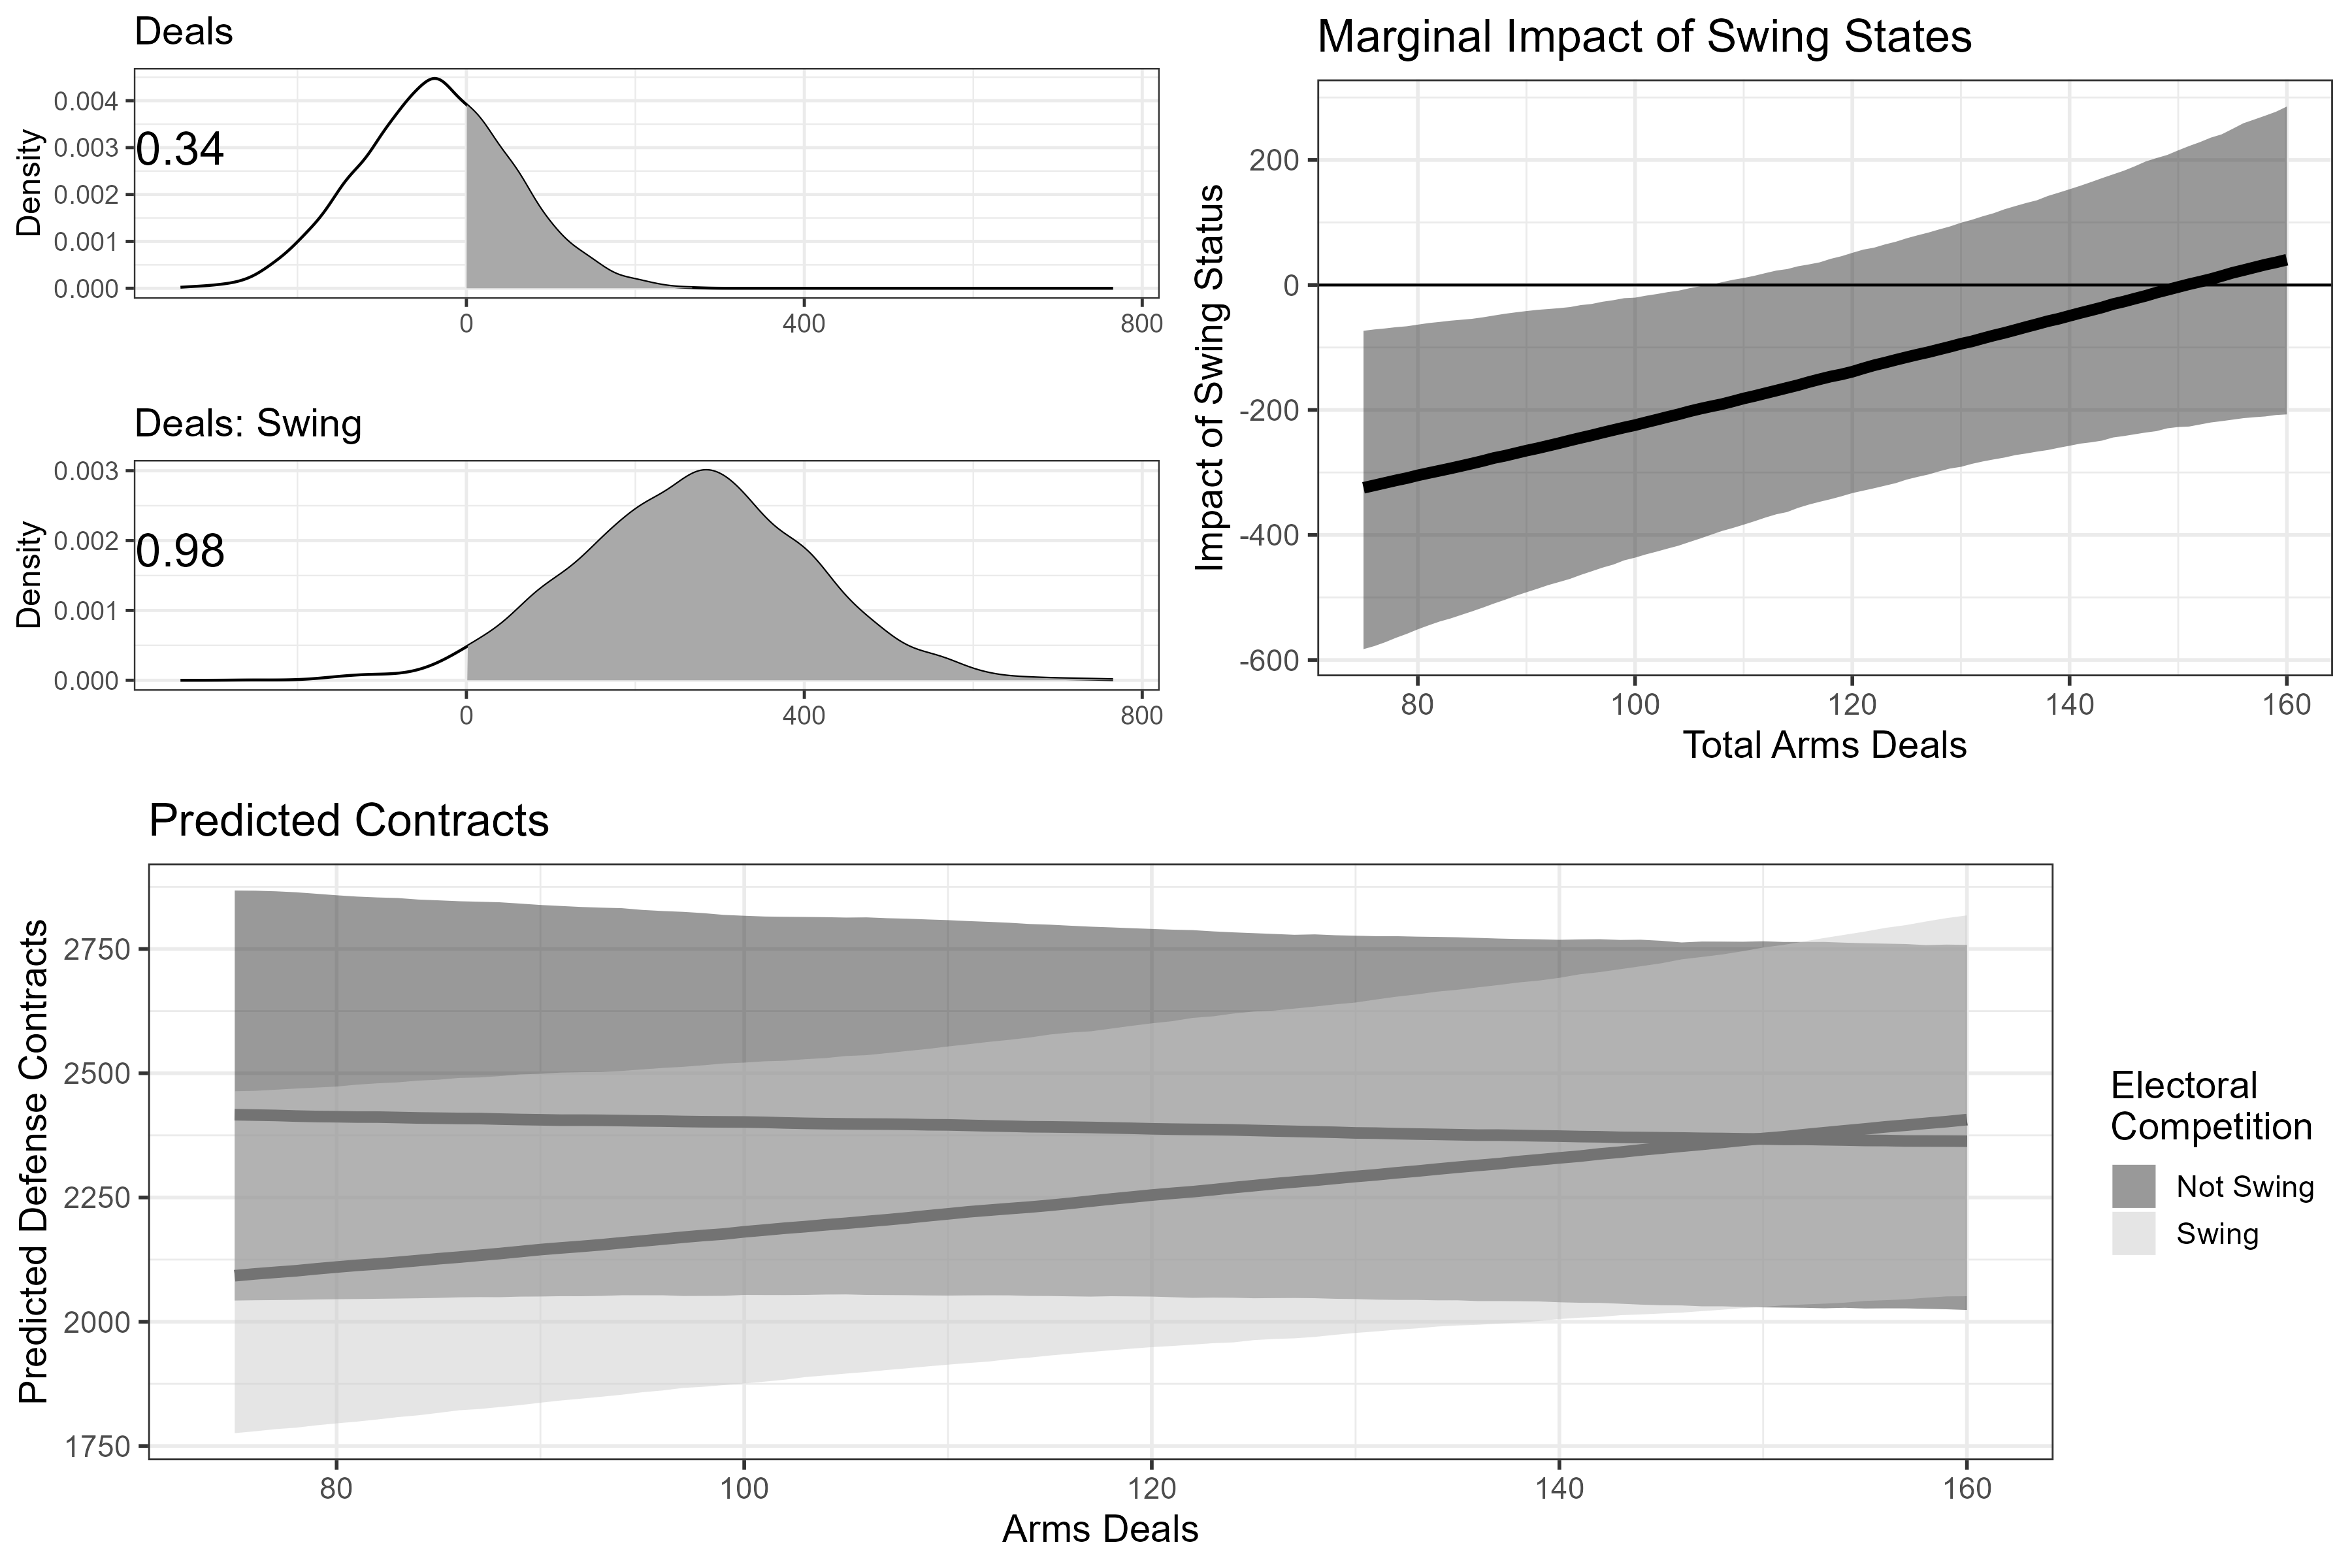 Deals
Density
0.004
0.003
0.002
0.001
0.000
0.34
0
400
800
Deals: Swing
Density
0.003
0.002
0.001
0.000
0.98
0
400
800
Marginal Impact of Swing States
Impact of Swing Status
200
0
-200
-400
-600
80
100
120
140
160
Total Arms Deals
Predicted Contracts
Predicted Defense Contracts
2750
2500
2250
2000
1750
80
100
120
140
160
Arms Deals
Electoral
Competition
Not Swing
Swing